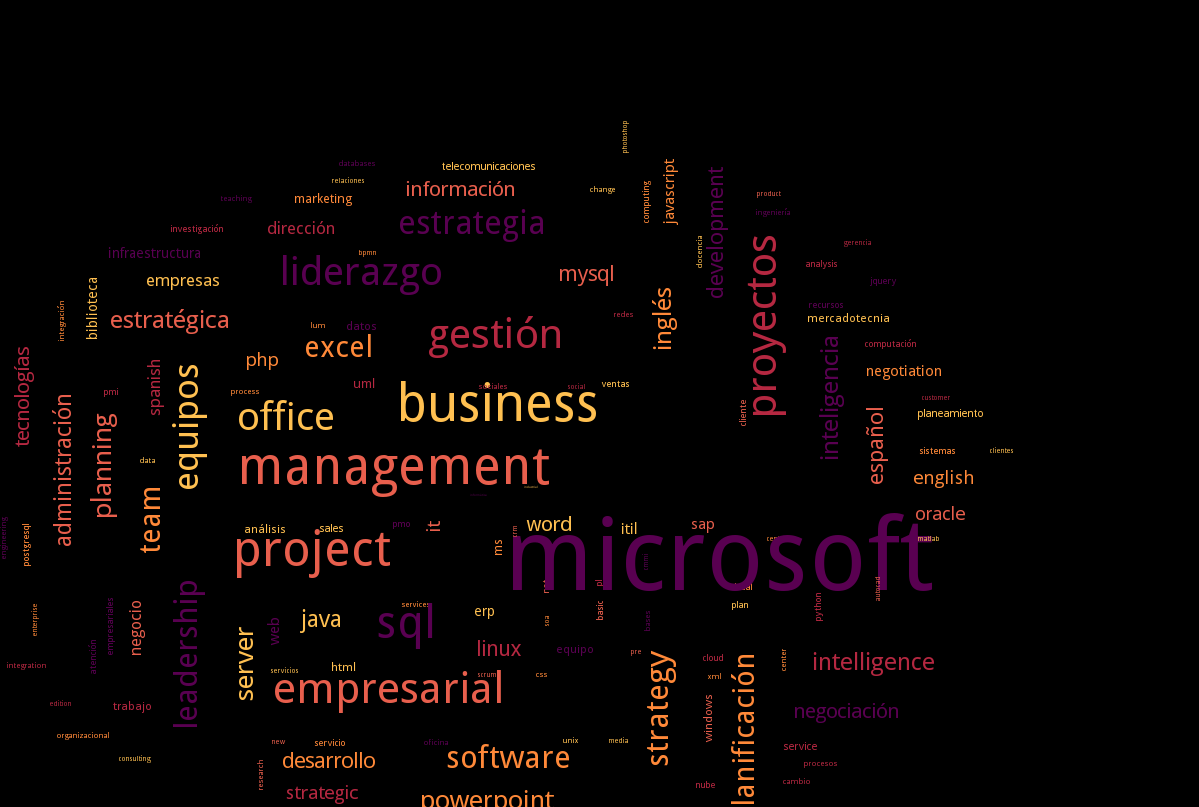 photoshop
databases
telecomunicaciones
relaciones
información
change
computing
javascript
development
product
teaching
marketing
ingeniería
investigación
dirección
estrategia
docencia
gerencia
infraestructura
bpmn
liderazgo
mysql
analysis
empresas
jquery
biblioteca
integración
estratégica
lum
datos
gestión
redes
inglés
proyectos
recursos
mercadotecnia
tecnologías
php
excel
inteligencia
computación
spanish
equipos
uml
sociales
social
ventas
negotiation
pmi
process
office
business
cliente
customer
planeamiento
español
administración
planning
data
management
sistemas
clientes
english
team
oracle
engineering
postgresql
análisis
sales
pmo
it
word
itil
sap
crm
ms
project
microsoft
matlab
leadership
services
java
sql
erp
sea
basic
pl
bases
plan
python
enterprise
empresariales
negocio
atención
web
server
linux
equipo
pre
strategy
cloud
center
intelligence
integration
servicios
html
scrum
css
xml
empresarial
edition
trabajo
windows
lanificación
negociación
organizacional
new
servicio
oficina
unix
media
service
consulting
research
desarrollo
software
procesos
nube
cambio
strategic
powerpoint